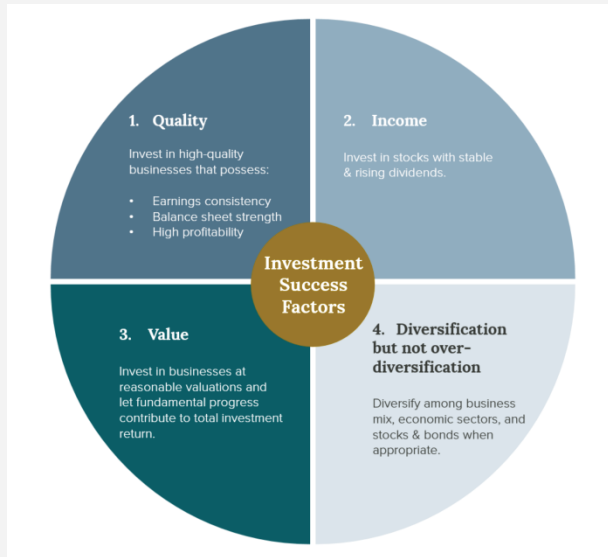 1. Quality
Invest in high-quality
businesses that possess:
• Earnings consistency
• Balance sheet strength
• High profitability
2. Income
Invest in stocks with stable
& rising dividends.
Investment
Success
Factors
3. Value
Invest in businesses at
reasonable valuations and
let fundamental progress
contribute to total investment
return.
4. Diversification
but not over-
diversification
Diversify among business
mix, economic sectors, and
stocks & bonds when
appropriate.